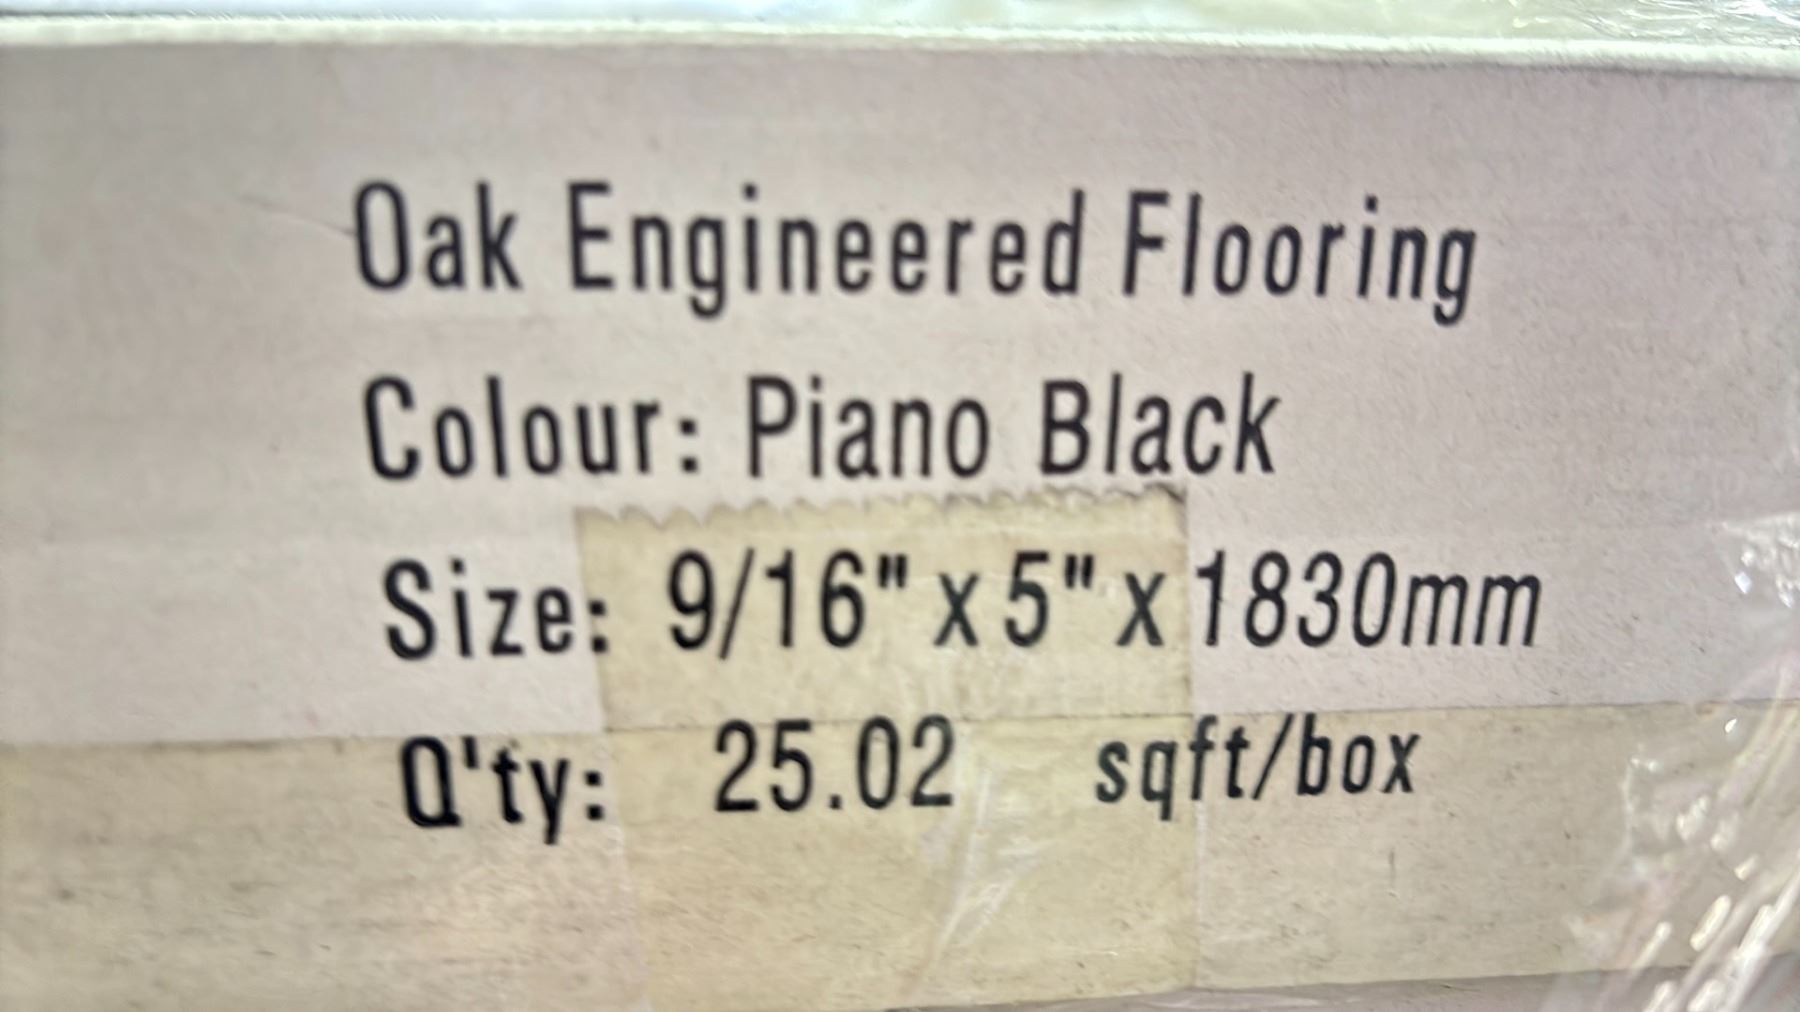 Oak Engineered Flooring
Colour: Piano Black
Size: 9/16" x 5" x 1830mm
Q'ty: 25.02 sqft/box